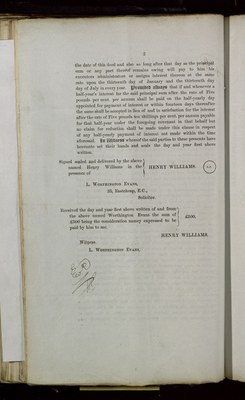 3
the date of this deed and also so long after that day as the principal
sum or any part thereof remains owing will pay to him his
executors administrators or assigns interest thereon at the same
rate upon the thirteenth day of January and the thirteenth day
day of July in every year Provided always that if and whenever a
half-year's interest for the said principal sum after the rate of Five
pounds per cent per annum shall be paid on the half-yearly day
appointed for payment of interest or within fourteen days thereafter
the same shall be accepted in lieu of and in satisfaction for the interest
after the rate of Five pounds ten shillings per cent per annum payable
for that half-year under the foregoing covenant in that behalf but
no claim for reduction shall be made under this clause in respect
of any half-yearly payment of interest not made within the time
aforesaid. In witness whereof the said parties to these presents have
hereunto set their hands and seals the day and year first above
written.
Signed sealed and delivered by the above
named Henry Williams in the
presence of
HENRY WILLIAMS.
L.S.
L. WORTHINGTON EVANS,
E.C.,
Solicitor.
Received the day and year first above written of and from
the above named Worthington Evans the sum of
£500 being the consideration money expressed to be
paid by him to me.
£500.
HENRY WILLIAMS.
Witness:
L. WORTHINGTON EVANS.